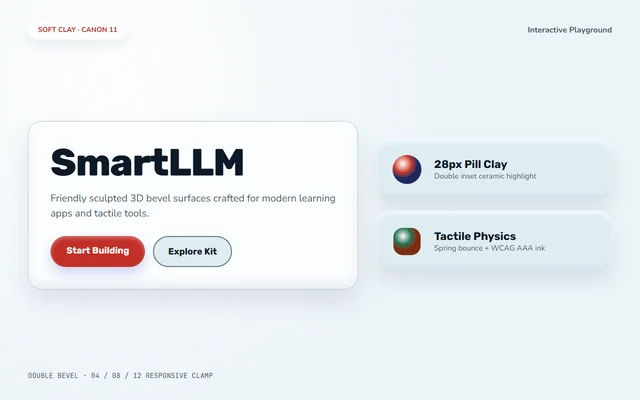 SOFT CLAY · CANON 11
Interactive Playground
SmartLLM
Friendly sculpted 3D bevel surfaces crafted for modern learning
apps and tactile tools.
Start Building
Explore Kit
28px Pill Clay
Double inset ceramic highlight
Tactile Physics
Spring bounce + WCAG AAA ink
DOUBLE BEVEL · 04 / 08 / 12 RESPONSIVE CLAMP